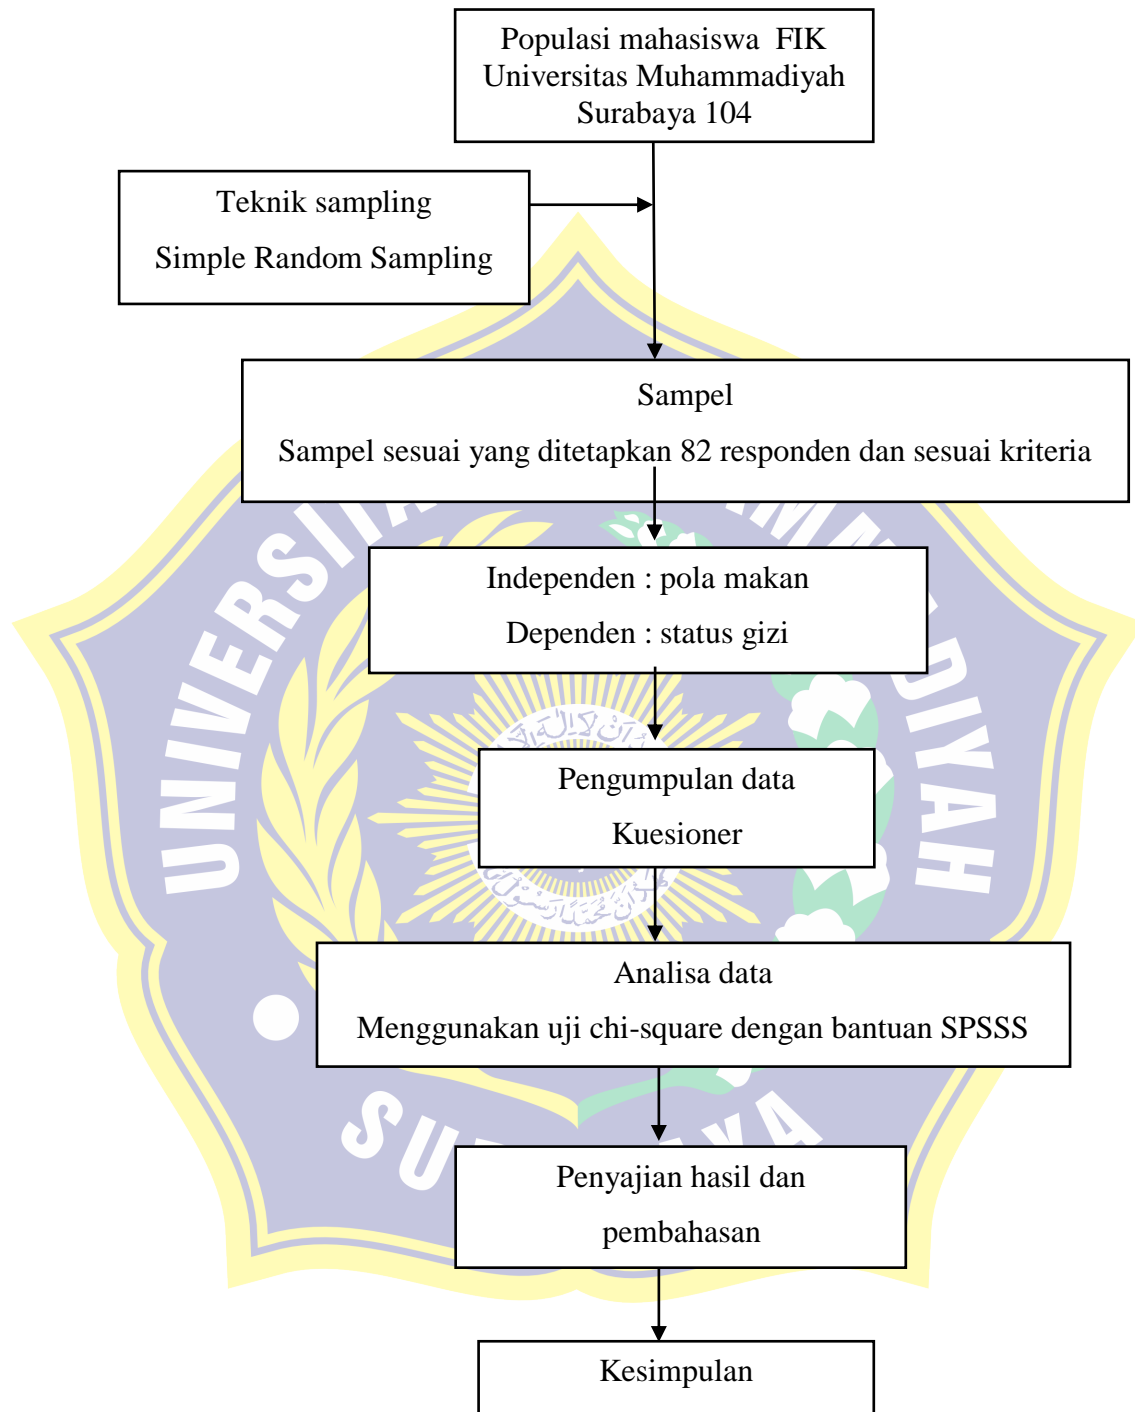 Populasi mahasiswa FIK
Universitas Muhammadiyah
Surabaya 104
Teknik sampling
Simple Random Sampling
Sampel
Sampel sesuai yang ditetapkan 82 responden dan sesuai kriteria
Independen : pola makan
Dependen : status gizi
Pengumpulan data
Kuesioner
Analisa data
Menggunakan uji chi-square dengan bantuan SPSSS
Penyajian hasil dan
pembahasan
Kesimpulan